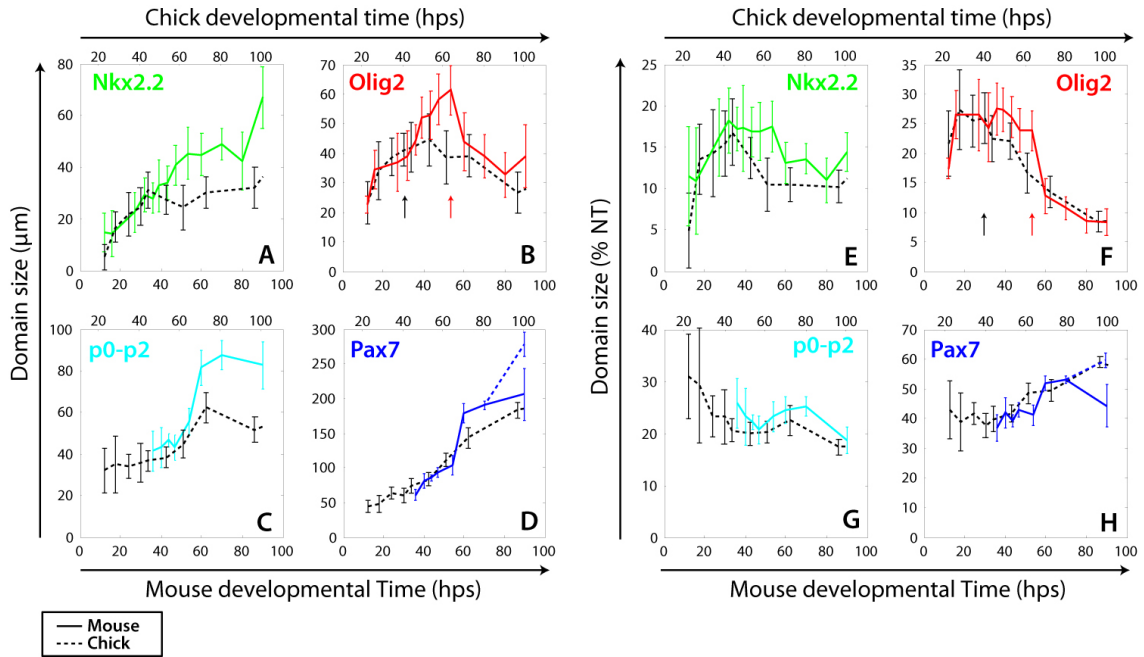 Chick developmental time (hps)
20 40 60 80 100
20 40 60 80 100
Domain size (μm)
80
60
40
20
0
Nkx2.2
A
0 20 40 60 80 100
70
60
50
40
30
20
10
0
Olig2
B
0 20 40 60 80 100
20 40 60 80 100
20 40 60 80 100
100
80
60
40
20
0
p0-p2
C
0 20 40 60 80 100
300
250
200
150
100
50
0
Pax7
D
0 20 40 60 80 100
Mouse developmental Time (hps)
Mouse
Chick
Chick developmental time (hps)
20 40 60 80 100
20 40 60 80 100
Domain size (% NT)
25
20
15
10
5
0
Nkx2.2
E
0 20 40 60 80 100
35
30
25
20
15
10
5
0
Olig2
F
0 20 40 60 80 100
20 40 60 80 100
20 40 60 80 100
40
30
20
10
0
p0-p2
G
0 20 40 60 80 100
70
60
50
40
30
20
10
0
Pax7
H
0 20 40 60 80 100
Mouse developmental Time (hps)